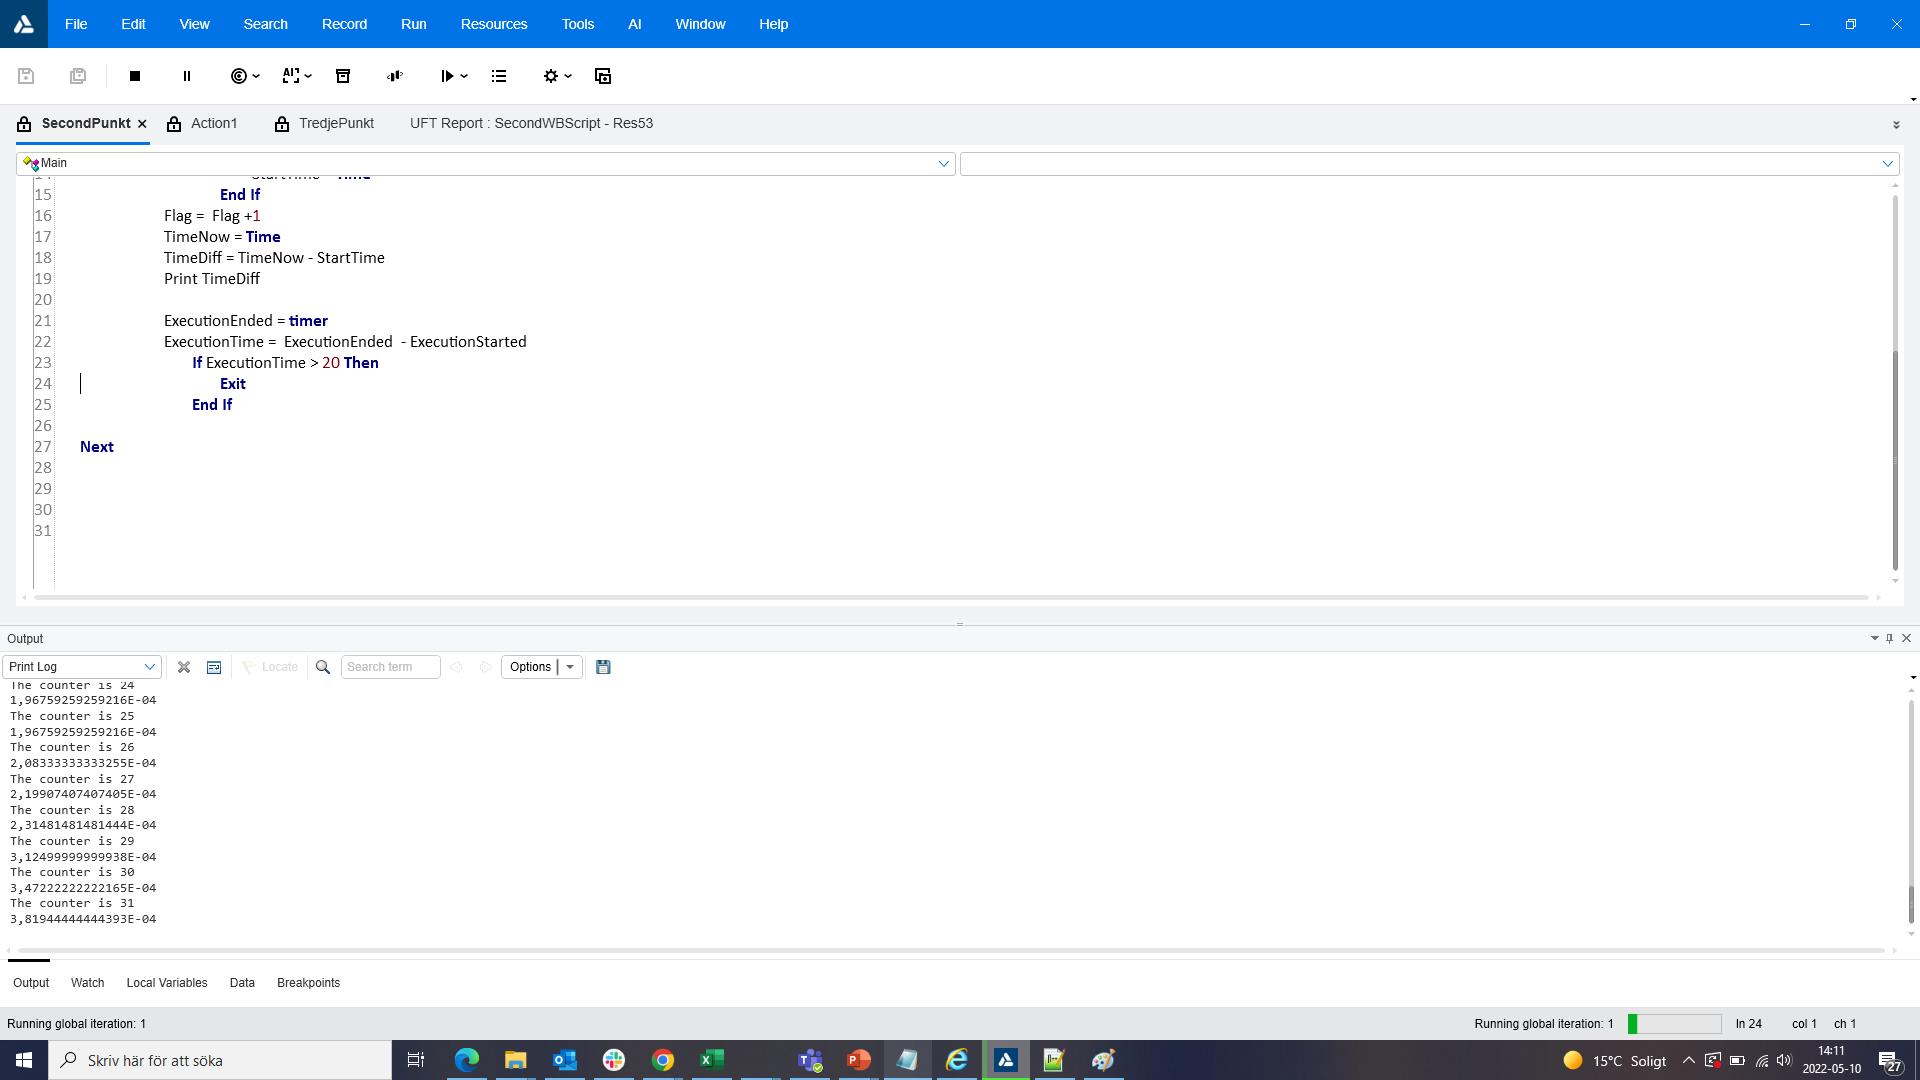 File Edit View Search Record Run Resources Tools AI Window Help
AI
SecondPunkt Action1 TredjePunkt UFT Report : SecondWBScript - Res53
Main
14 StartTime = Time
15 End If
16 Flag = Flag +1
17 TimeNow = Time
18 TimeDiff = TimeNow - StartTime
19 Print TimeDiff
20
21 ExecutionEnded = timer
22 ExecutionTime = ExecutionEnded - ExecutionStarted
23 If ExecutionTime > 20 Then
24 Exit
25 End If
26
27 Next
28
29
30
31
Output
Print Log Locate Search term Options
The counter is 24
1,96759259259216E-04
The counter is 25
1,96759259259216E-04
The counter is 26
2,08333333333255E-04
The counter is 27
2,19907407407405E-04
The counter is 28
2,31481481481444E-04
The counter is 29
3,12499999999938E-04
The counter is 30
3,47222222222165E-04
The counter is 31
3,81944444444393E-04
Output Watch Local Variables Data Breakpoints
Running global iteration: 1 Running global iteration: 1 ln 24 col 1 ch 1
Skriv här för att söka 15°C Soligt 14:11
2022-05-10 27